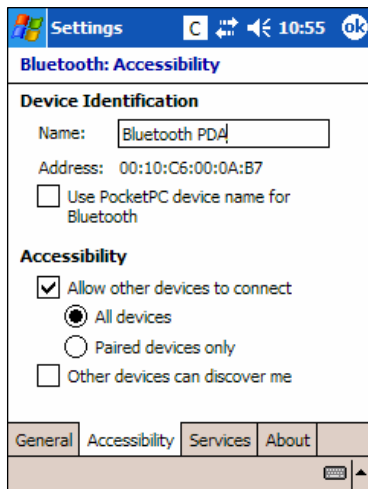 Settings C 10:55 ok
Bluetooth: Accessibility
Device Identification
Name: Bluetooth PDA
Address: 00:10:C6:00:0A:B7
Use PocketPC device name for
Bluetooth
Accessibility
Allow other devices to connect
All devices
Paired devices only
Other devices can discover me
General Accessibility Services About